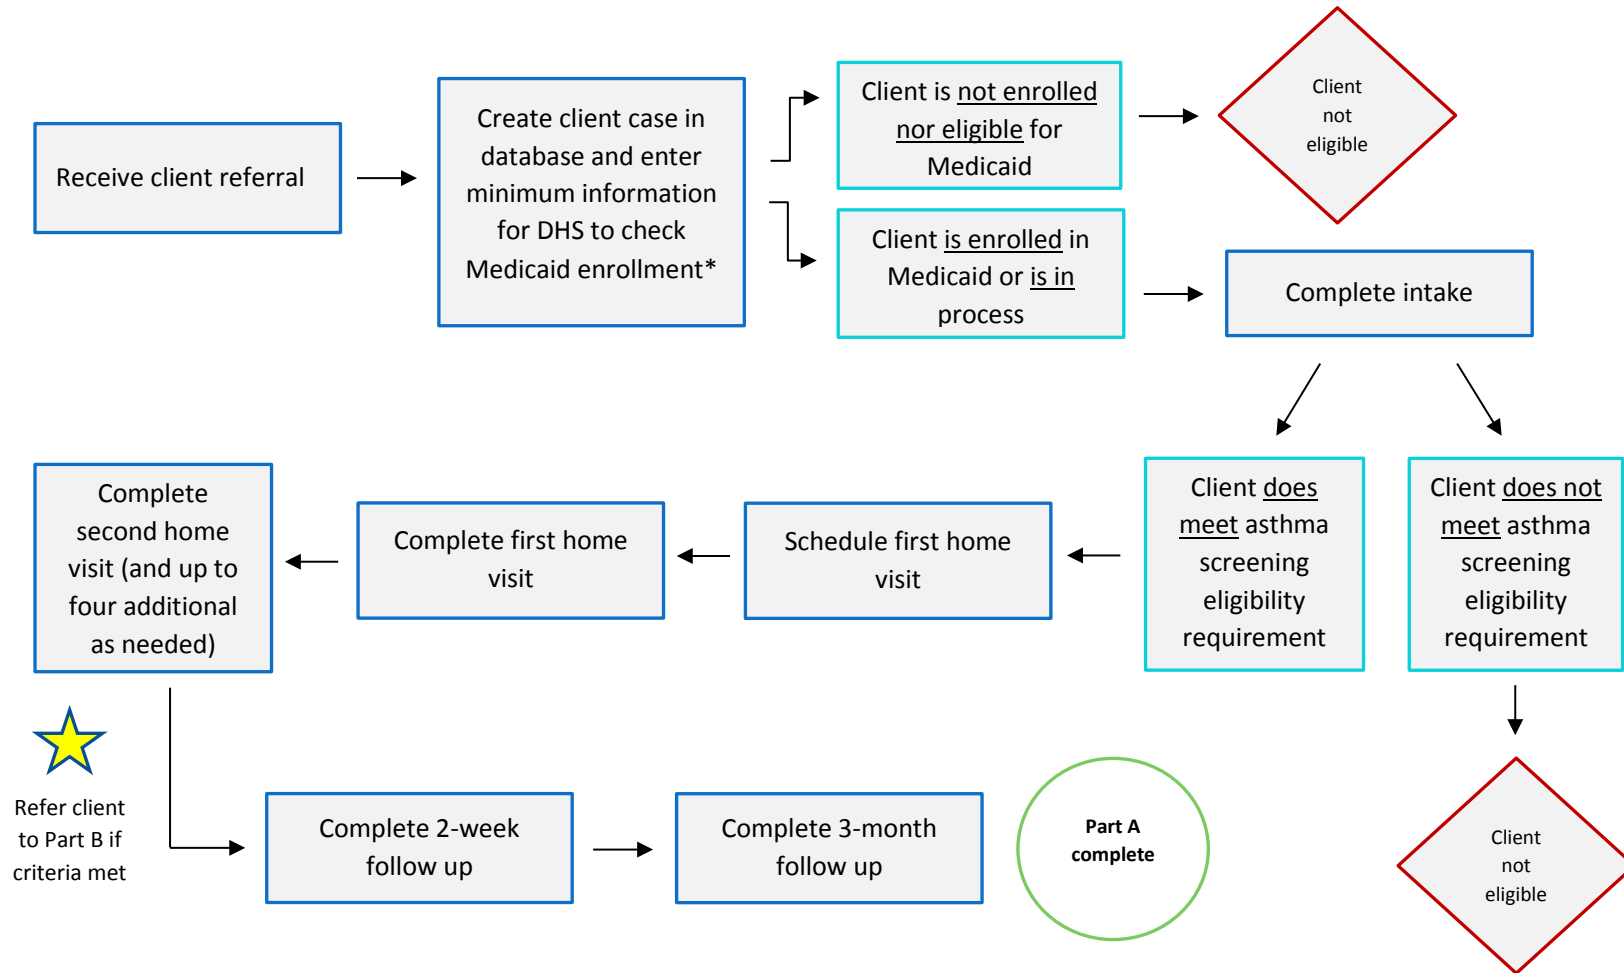 Receive client referral
Create client case in
database and enter
minimum information
for DHS to check
Medicaid enrollment*
Client is not enrolled
nor eligible for
Medicaid
Client
not
eligible
Client is enrolled in
Medicaid or is in
process
Complete intake
Client does
meet asthma
screening
eligibility
requirement
Client does not
meet asthma
screening
eligibility
requirement
Schedule first home
visit
Complete first home
visit
Complete
second home
visit (and up to
four additional
as needed)
Refer client
to Part B if
criteria met
Complete 2-week
follow up
Complete 3-month
follow up
Part A
complete
Client
not
eligible